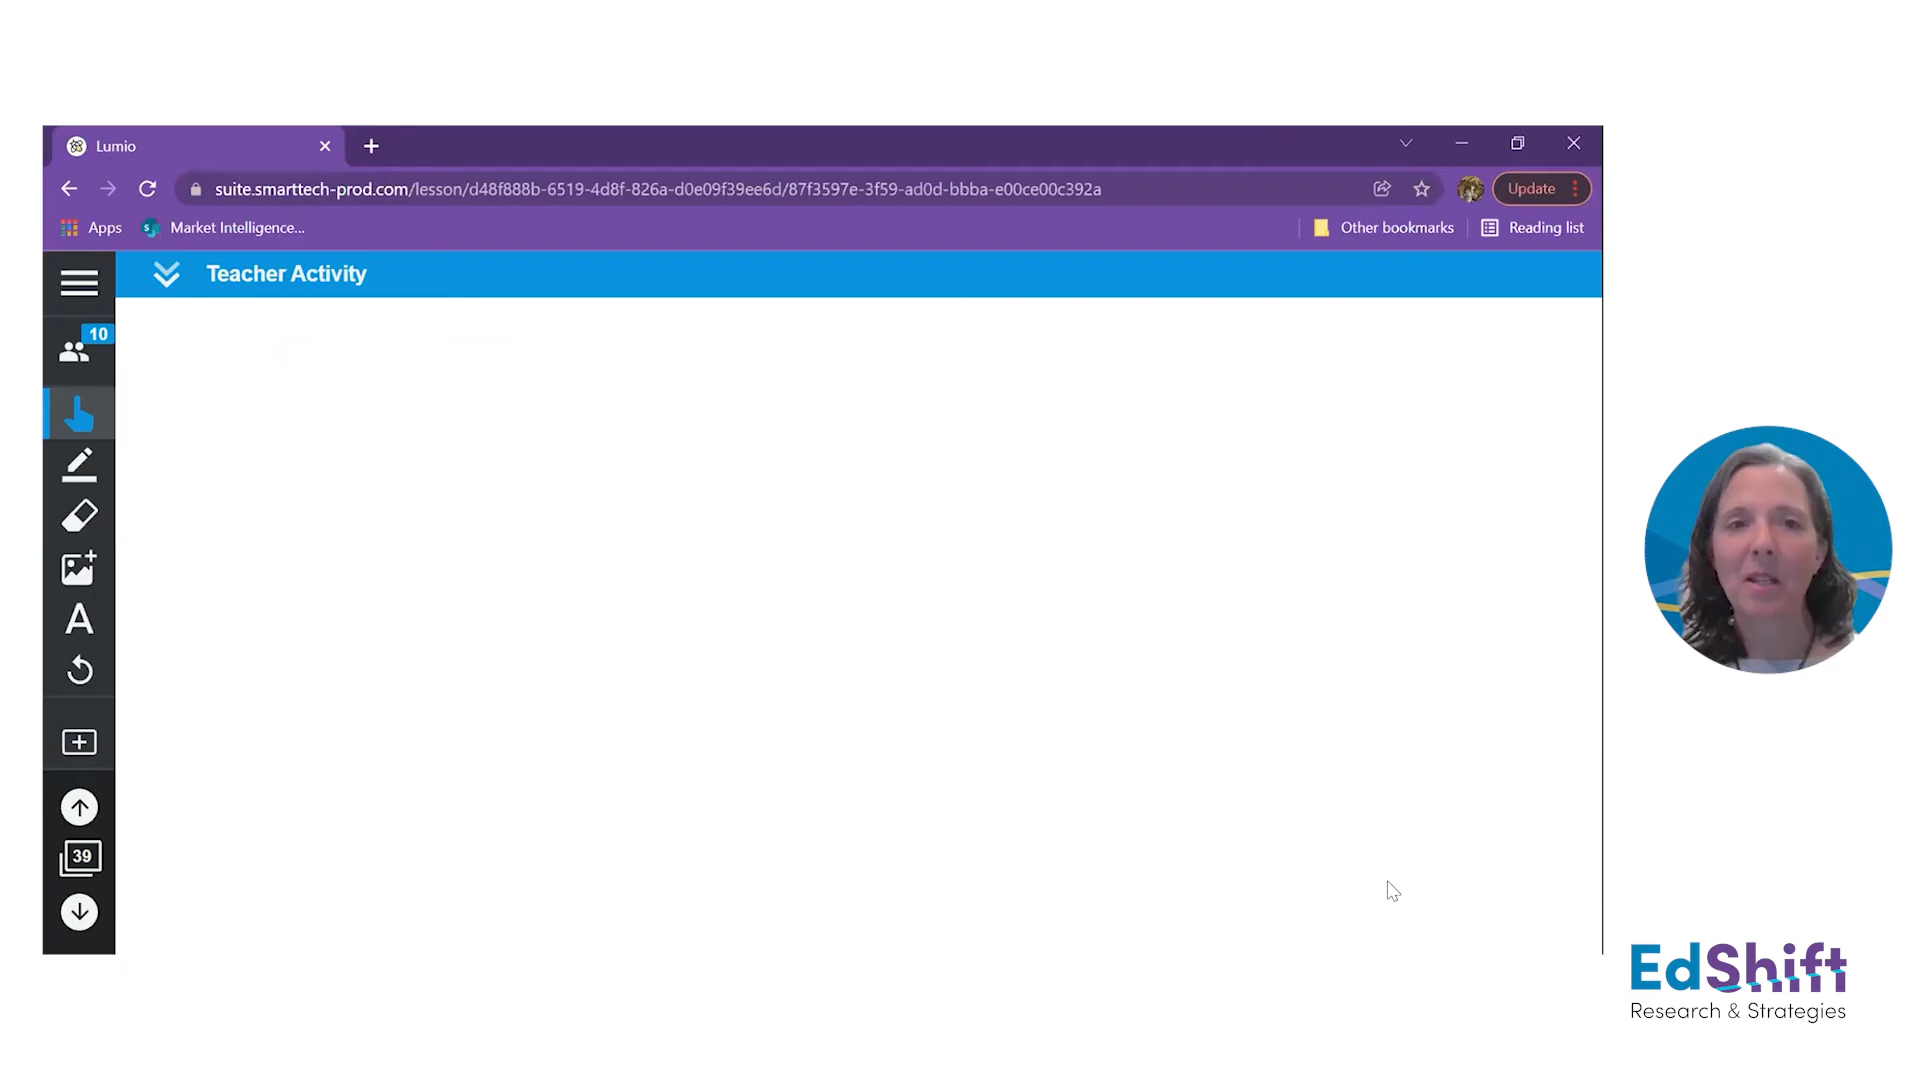 Lumio
suite.smarttech-prod.com/lesson/d48f888b-6519-4d8f-826a-d0e09f39ee6d/87f3597e-3f59-ad0d-bbba-e00ce00c392a
Update
Apps
Market Intelligence...
Other bookmarks
Reading list
Teacher Activity
10
A
39
EdShift
Research & Strategies